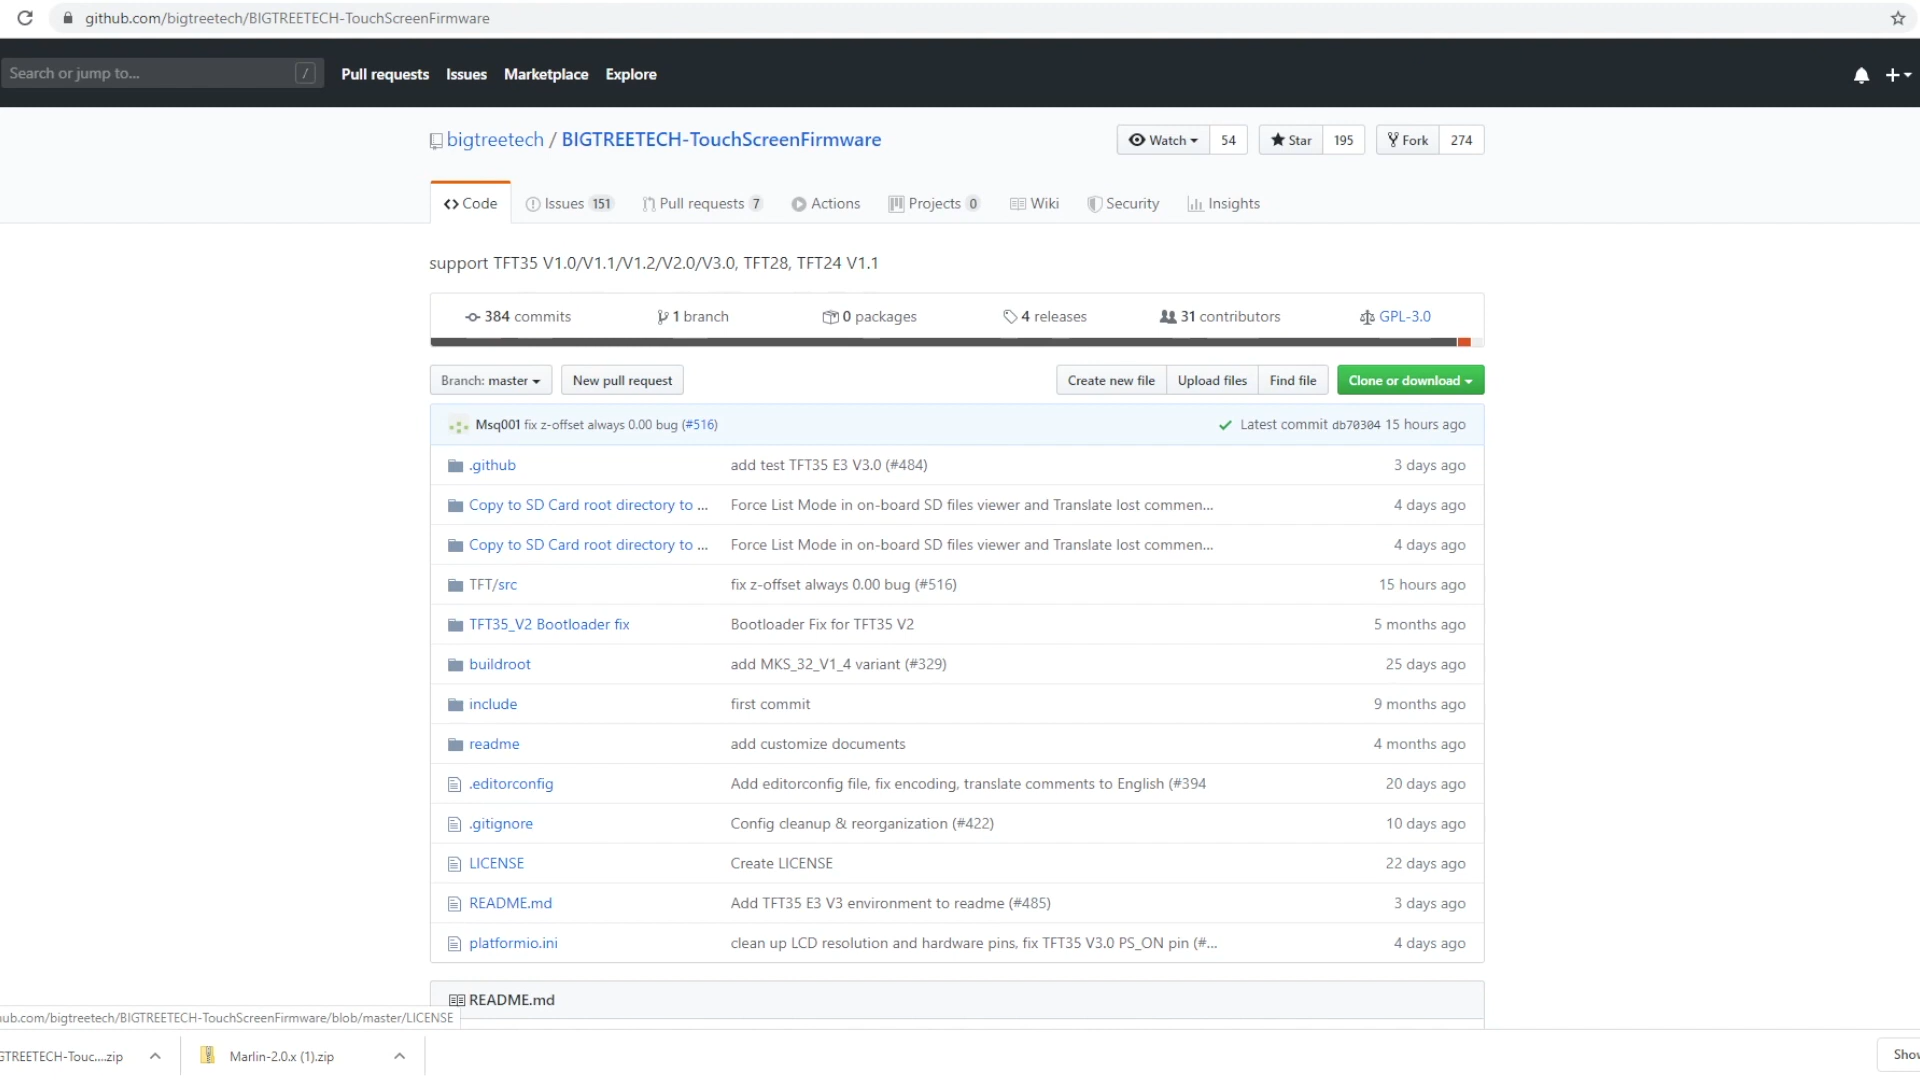 github.com/bigtreetech/BIGTREETECH-TouchScreenFirmware
Search or jump to... / Pull requests Issues Marketplace Explore
bigtreetech / BIGTREETECH-TouchScreenFirmware Watch 54 Star 195 Fork 274
Code Issues 151 Pull requests 7 Actions Projects 0 Wiki Security Insights
support TFT35 V1.0/V1.1/V1.2/V2.0/V3.0, TFT28, TFT24 V1.1
384 commits 1 branch 0 packages 4 releases 31 contributors GPL-3.0
Branch: master New pull request Create new file Upload files Find file Clone or download
Msq001 fix z-offset always 0.00 bug (#516) Latest commit db70304 15 hours ago
.github add test TFT35 E3 V3.0 (#484) 3 days ago
Copy to SD Card root directory to ... Force List Mode in on-board SD files viewer and Translate lost commen... 4 days ago
Copy to SD Card root directory to ... Force List Mode in on-board SD files viewer and Translate lost commen... 4 days ago
TFT/src fix z-offset always 0.00 bug (#516) 15 hours ago
TFT35_V2 Bootloader fix Bootloader Fix for TFT35 V2 5 months ago
buildroot add MKS_32_V1_4 variant (#329) 25 days ago
include first commit 9 months ago
readme add customize documents 4 months ago
.editorconfig Add editorconfig file, fix encoding, translate comments to English (#394 20 days ago
.gitignore Config cleanup & reorganization (#422) 10 days ago
LICENSE Create LICENSE 22 days ago
README.md Add TFT35 E3 V3 environment to readme (#485) 3 days ago
platformio.ini clean up LCD resolution and hardware pins, fix TFT35 V3.0 PS_ON pin (#... 4 days ago
README.md
ub.com/bigtreetech/BIGTREETECH-TouchScreenFirmware/blob/master/LICENSE
GTREETECH-Touc....zip Marlin-2.0.x (1).zip Show